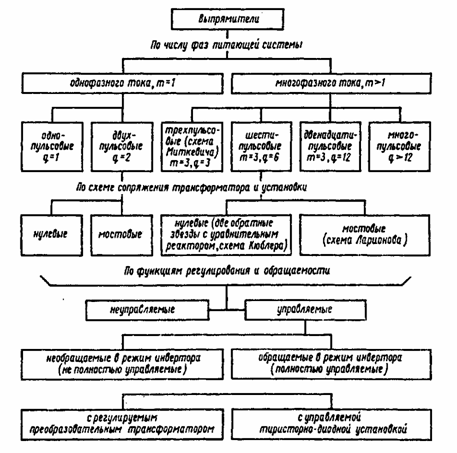 выпрямители
По числу фаз питающей системы
однофазного тока, m=1
многофазного тока, m>1
одно-
пульсовые
q=1
двух-
пульсовые
q=2
трехпульсо-
вые (схема
Миткевича)
m=3, q=3
шести-
пульсовые
m=3, q=6
двенадцати-
пульсовые
m=3, q=12
много-
пульсовые
q>12
По схеме сопряжения трансформатора и установки
нулевые
мостовые
нулевые (две обратные
звезды с уравнительным
реактором, схема Кюблера)
мостовые
(схема Ларионова)
По функциям регулирования и обращаемости
неуправляемые
управляемые
необращаемые в режим инвертора
(не полностью управляемые)
обращаемые в режим инвертора
(полностью управляемые)
с регулируемым
преобразовательным трансформатором
с управляемой
тиристорно-диодной установкой